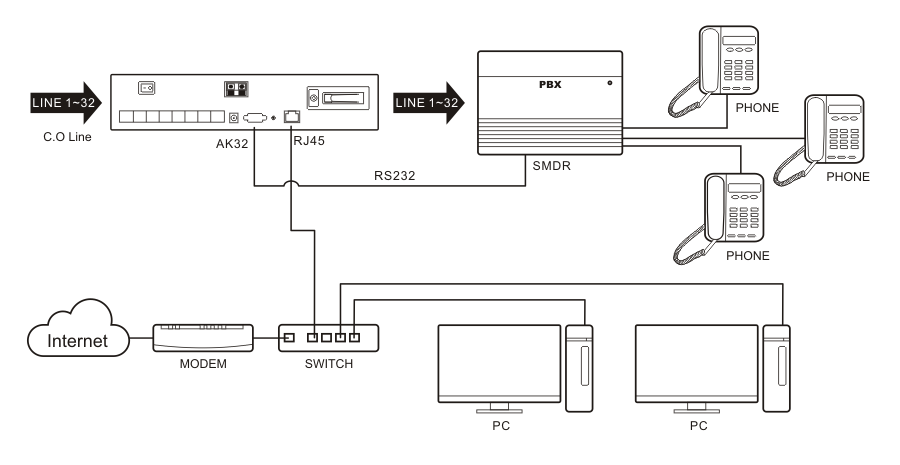 LINE 1~32
C.O Line
AK32
RJ45
LINE 1~32
PBX
SMDR
RS232
PHONE
PHONE
PHONE
Internet
MODEM
SWITCH
PC
PC